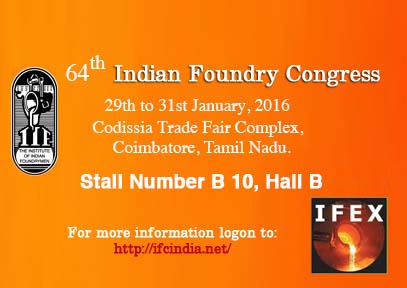 64th Indian Foundry Congress
29th to 31st January, 2016
Codissia Trade Fair Complex,
Coimbatore, Tamil Nadu.
THE INSTITUTE
OF INDIAN
FOUNDRYMEN
Stall Number B 10, Hall B
IFEX
For more information logon to:
http://ifcindia.net/